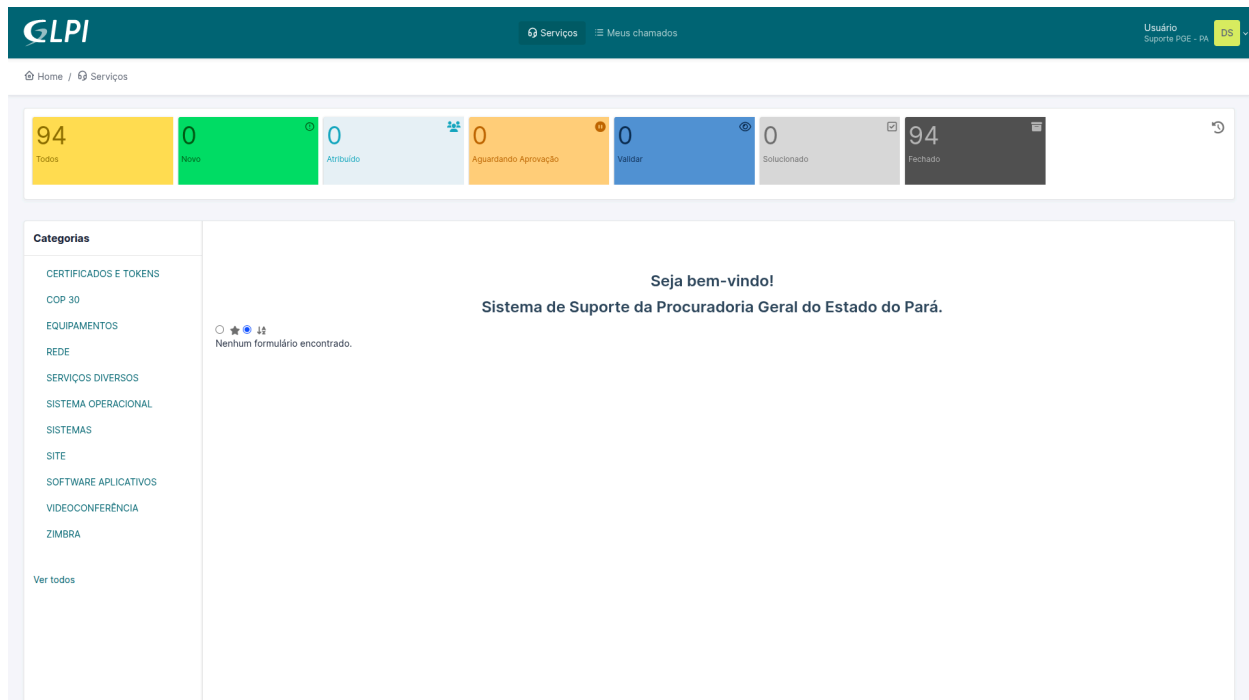 GLPI
Serviços Meus chamados
Usuário
Suporte PGE - PA
DS
Home / Serviços
94
Todos
0
Novo
0
Atribuído
0
Aguardando Aprovação
0
Validar
0
Solucionado
94
Fechado
Categorias
CERTIFICADOS E TOKENS
COP 30
EQUIPAMENTOS
REDE
SERVIÇOS DIVERSOS
SISTEMA OPERACIONAL
SISTEMAS
SITE
SOFTWARE APLICATIVOS
VIDEOCONFERÊNCIA
ZIMBRA
Ver todos
Seja bem-vindo!
Sistema de Suporte da Procuradoria Geral do Estado do Pará.
Nenhum formulário encontrado.